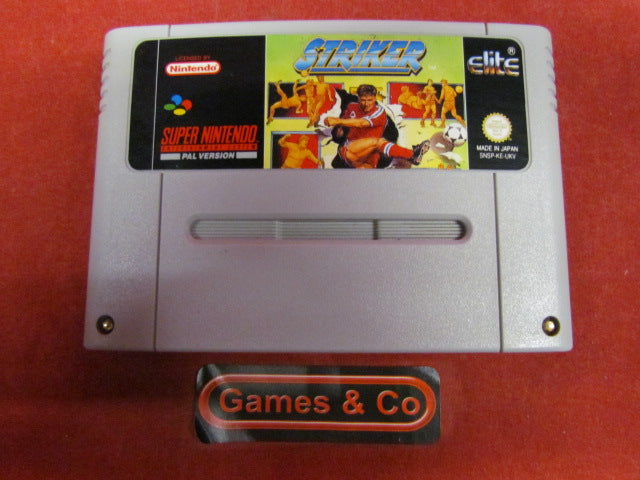 LICENSED BY
Nintendo
SUPER NINTENDO
ENTERTAINMENT SYSTEM
PAL VERSION
STRIKER
TM
elite ®
MADE IN JAPAN
SNSP-KE-UKV
Games & Co